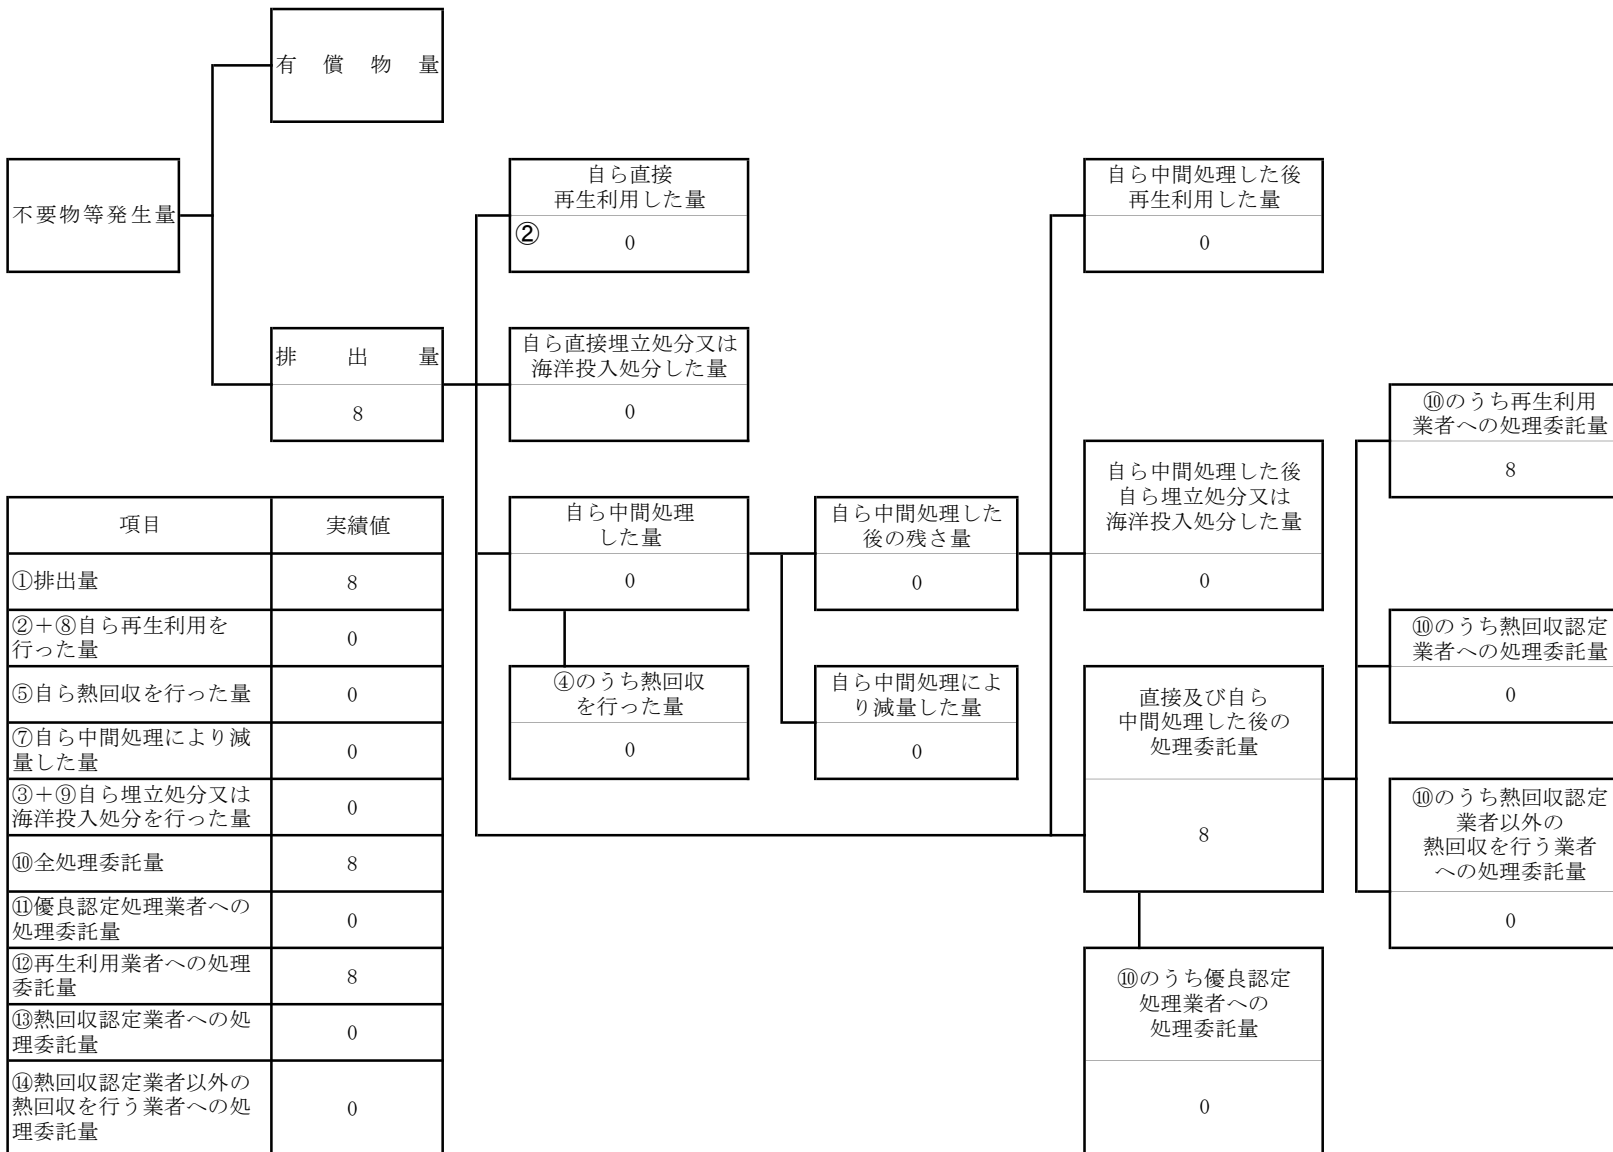 有償物量
不要物等発生量
自ら直接
再生利用した量
②
0
自ら中間処理した後
再生利用した量
0
排出量
8
自ら直接埋立処分又は
海洋投入処分した量
0
⑩のうち再生利用
業者への処理委託量
8
自ら中間処理
した量
0
自ら中間処理した
後の残さ量
0
自ら中間処理した後
自ら埋立処分又は
海洋投入処分した量
0
④のうち熱回収
を行った量
0
自ら中間処理によ
り減量した量
0
直接及び自ら
中間処理した後の
処理委託量
8
⑩のうち熱回収認定
業者への処理委託量
0
⑩のうち熱回収認定
業者以外の
熱回収を行う業者
への処理委託量
0
⑩のうち優良認定
処理業者への
処理委託量
0
項目 実績値
①排出量 8
②＋⑧自ら再生利用を
行った量 0
⑤自ら熱回収を行った量 0
⑦自ら中間処理により減
量した量 0
③＋⑨自ら埋立処分又は
海洋投入処分を行った量 0
⑩全処理委託量 8
⑪優良認定処理業者への
処理委託量 0
⑫再生利用業者への処理
委託量 8
⑬熱回収認定業者への処
理委託量 0
⑭熱回収認定業者以外の
熱回収を行う業者への処
理委託量 0